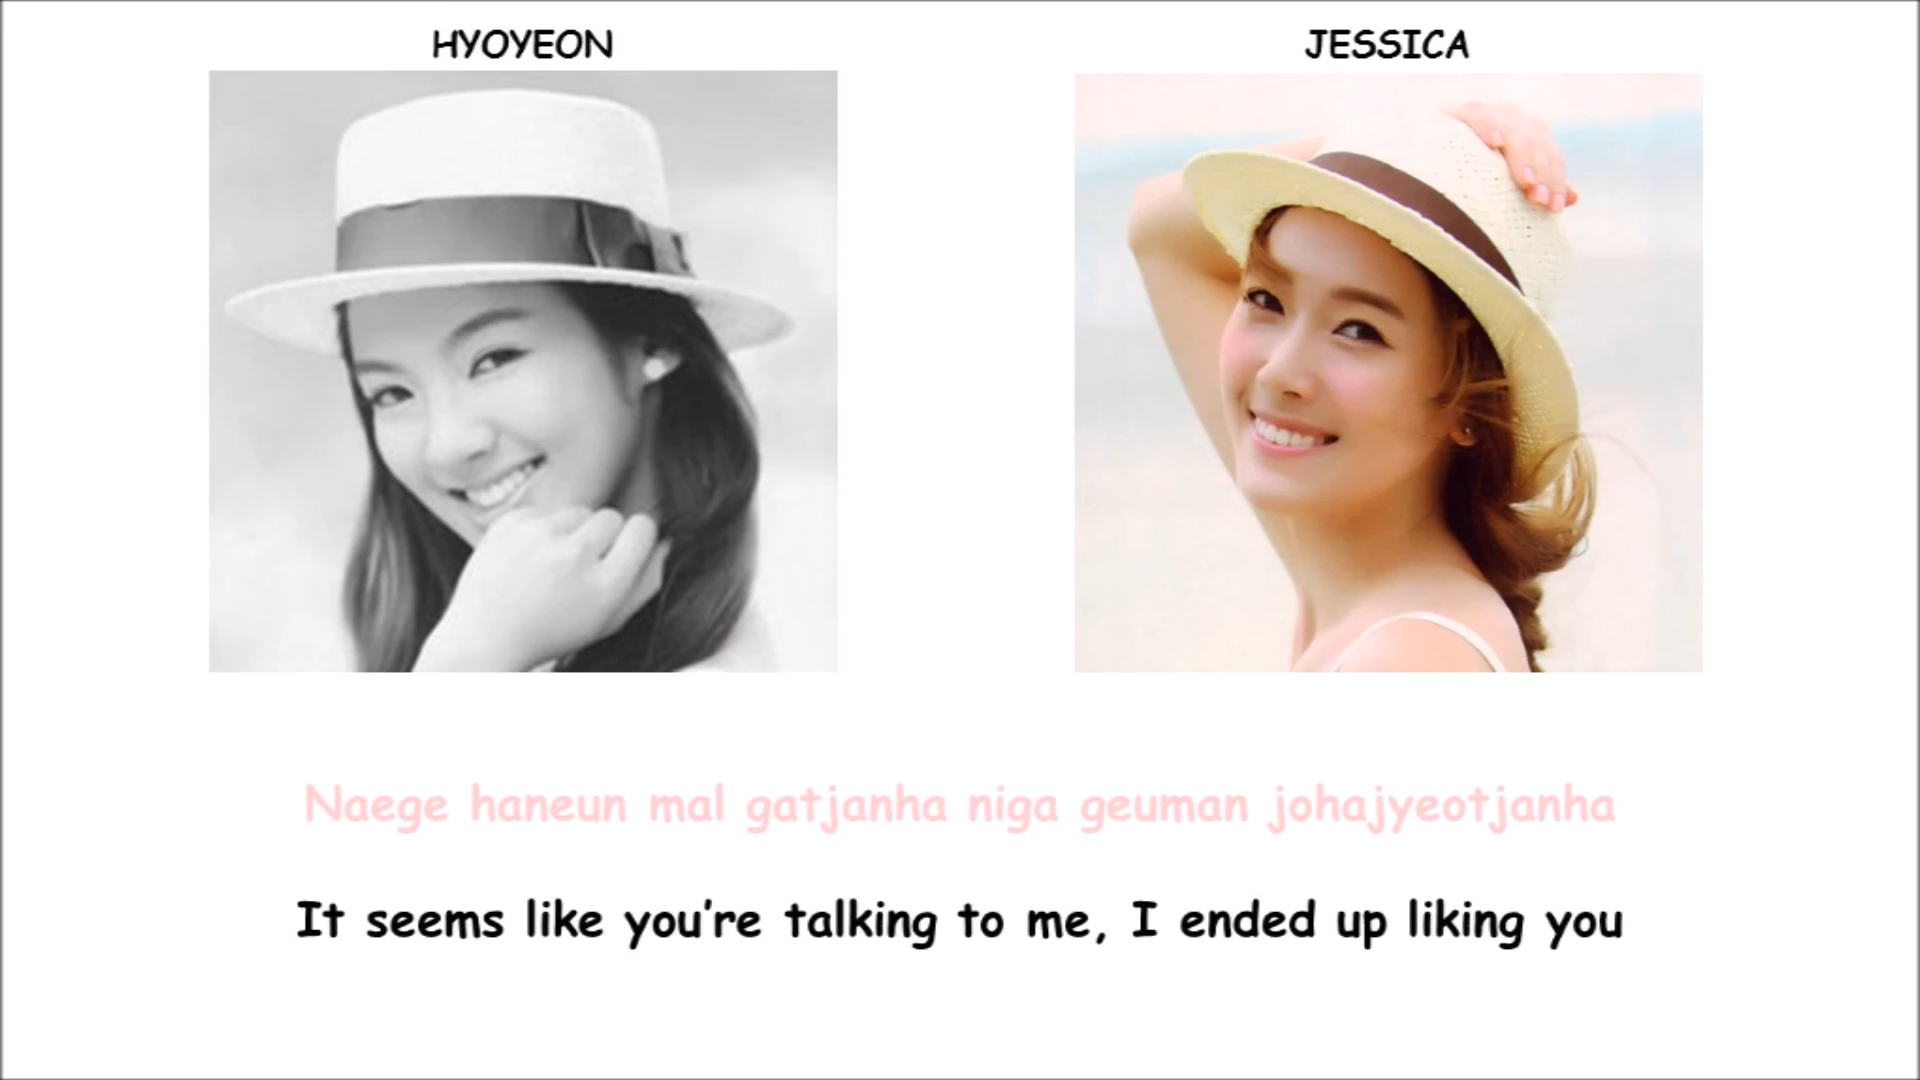 HYOYEON
JESSICA
Naege haneun mal gatjanha niga geuman johajyeotjanha
It seems like you're talking to me, I ended up liking you